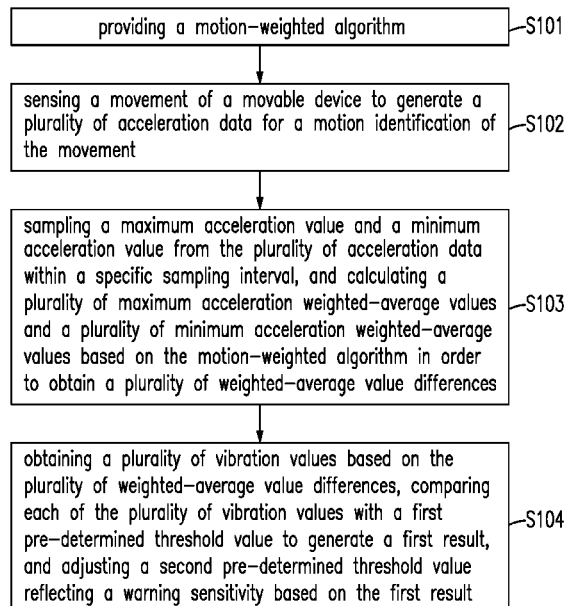 providing a motion-weighted algorithm
S101
sensing a movement of a movable device to generate a
plurality of acceleration data for a motion identification of
the movement
S102
sampling a maximum acceleration value and a minimum
acceleration value from the plurality of acceleration data
within a specific sampling interval, and calculating a
plurality of maximum acceleration weighted-average values
and a plurality of minimum acceleration weighted-average
values based on the motion-weighted algorithm in order
to obtain a plurality of weighted-average value differences
S103
obtaining a plurality of vibration values based on the
plurality of weighted-average value differences, comparing
each of the plurality of vibration values with a first
pre-determined threshold value to generate a first result,
and adjusting a second pre-determined threshold value
reflecting a warning sensitivity based on the first result
S104